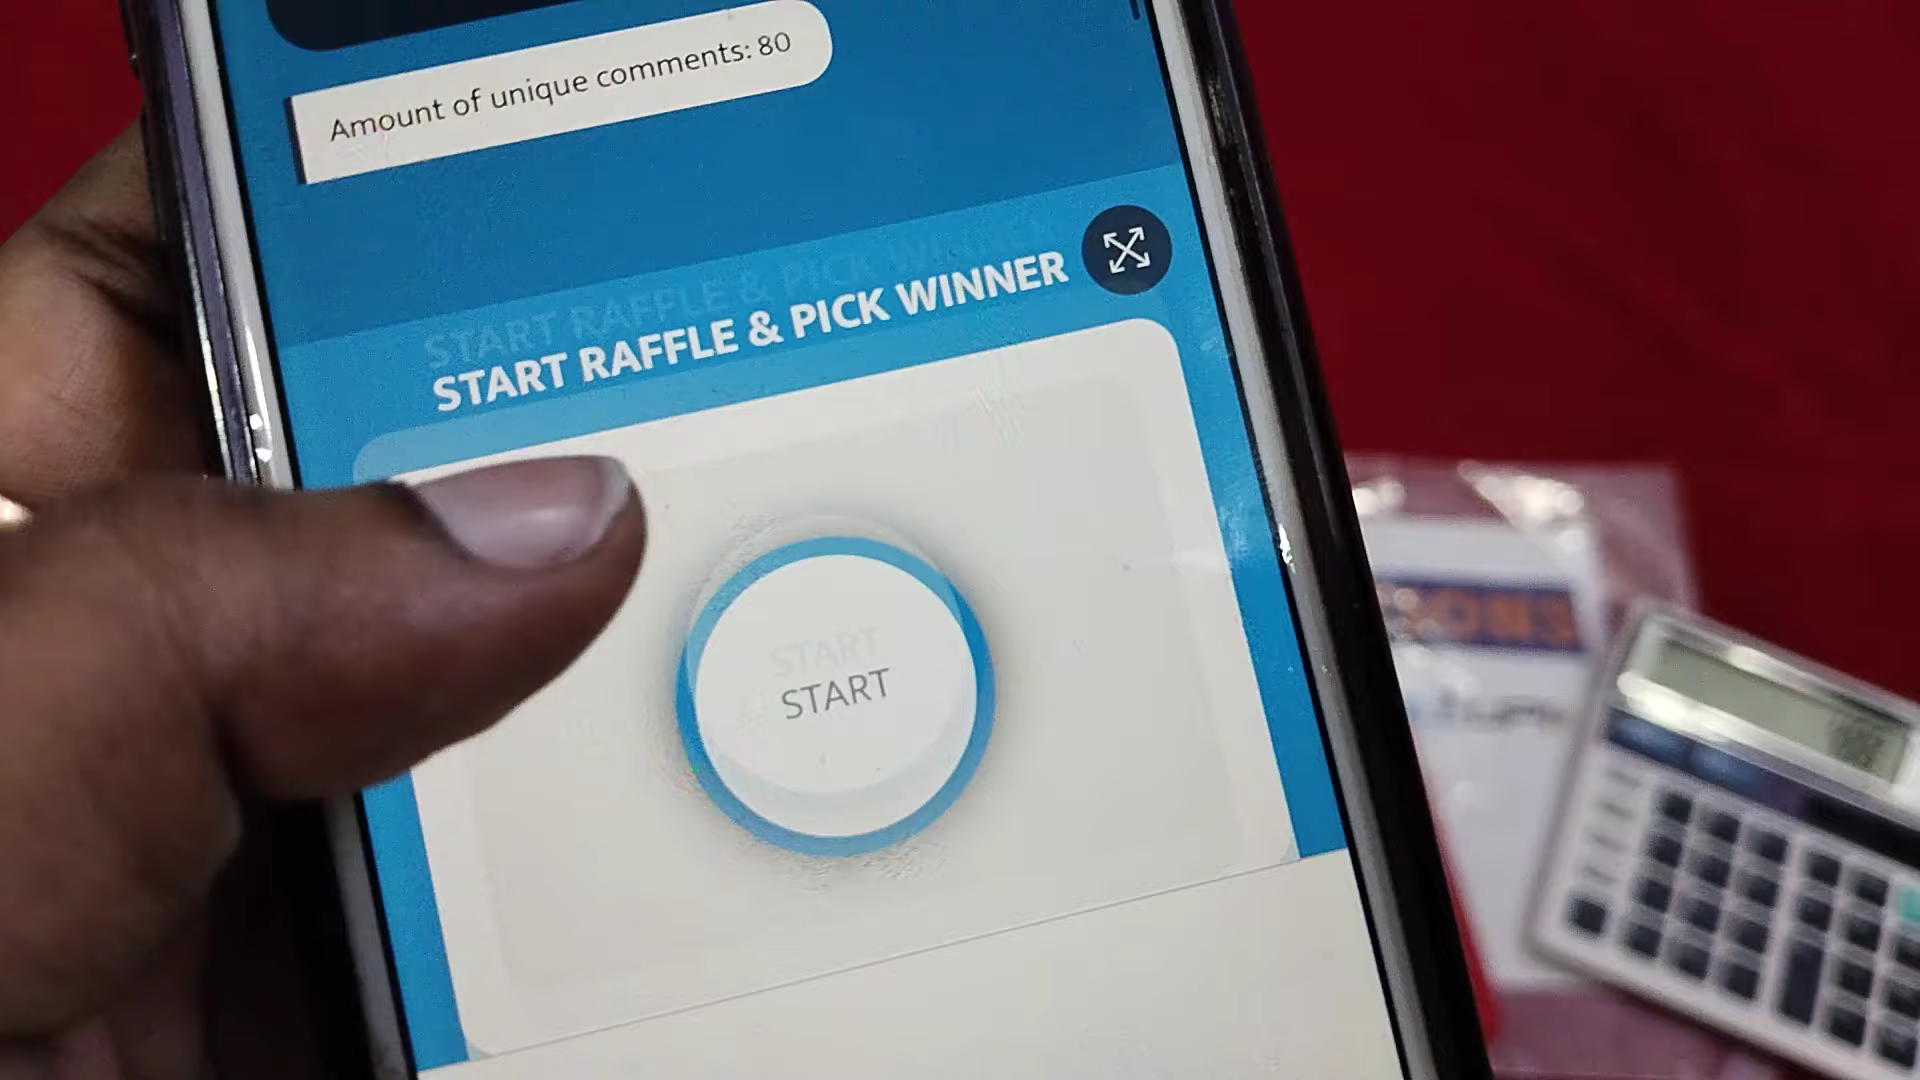 Amount of unique comments: 80
START RAFFLE & PICK WINNER
START